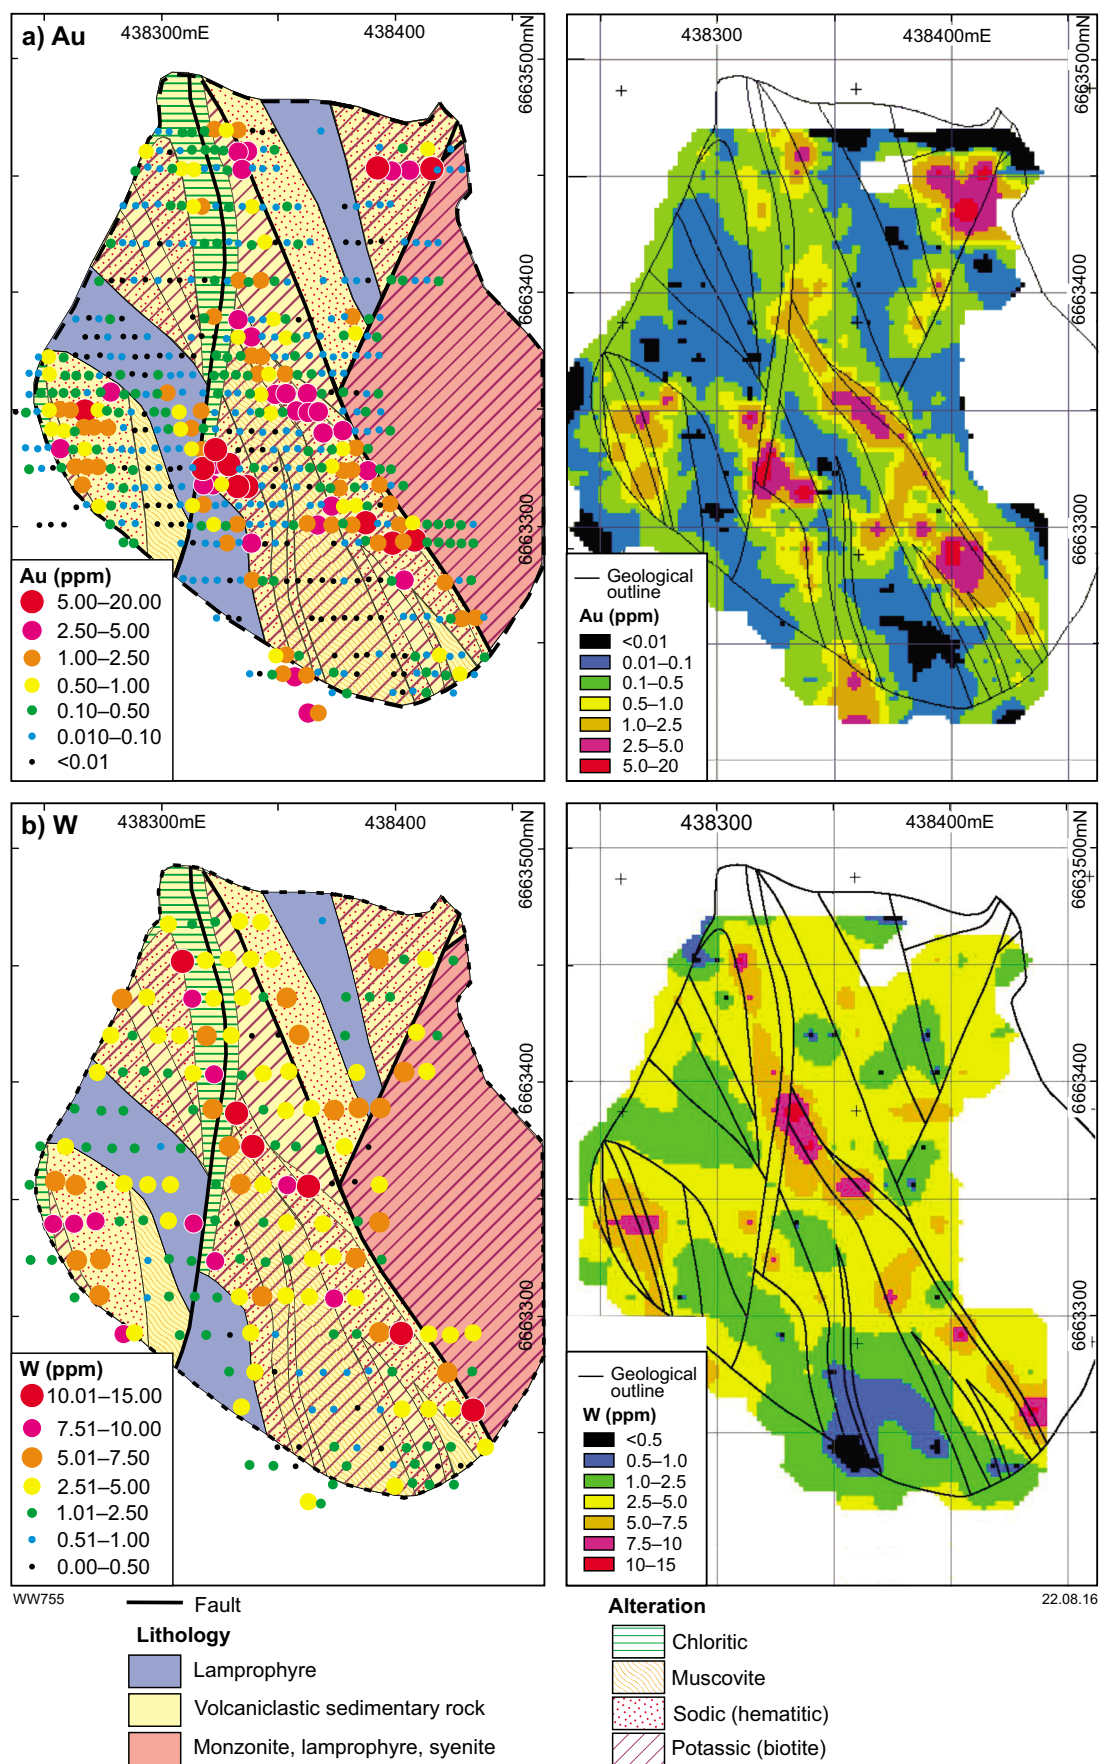 a) Au
438300mE
438400
6663500mN
6663400
6663300
Au (ppm)
5.00–20.00
2.50–5.00
1.00–2.50
0.50–1.00
0.10–0.50
0.010–0.10
<0.01
438300
438400mE
6663500mN
6663400
6663300
Geological
outline
Au (ppm)
<0.01
0.01–0.1
0.1–0.5
0.5–1.0
1.0–2.5
2.5–5.0
5.0–20
b) W
438300mE
438400
6663500mN
6663400
6663300
W (ppm)
10.01–15.00
7.51–10.00
5.01–7.50
2.51–5.00
1.01–2.50
0.51–1.00
0.00–0.50
438300
438400mE
6663500mN
6663400
6663300
Geological
outline
W (ppm)
<0.5
0.5–1.0
1.0–2.5
2.5–5.0
5.0–7.5
7.5–10
10–15
WW755
22.08.16
Fault
Lithology
Lamprophyre
Volcaniclastic sedimentary rock
Monzonite, lamprophyre, syenite
Alteration
Chloritic
Muscovite
Sodic (hematitic)
Potassic (biotite)